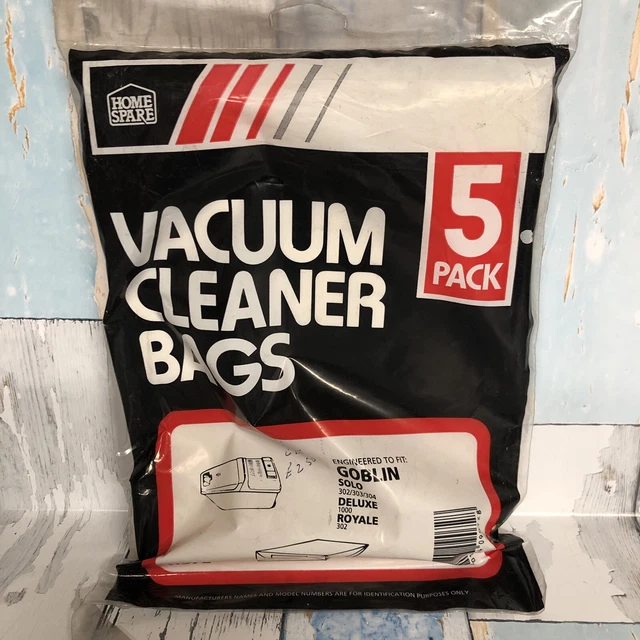 HOME
SPARE
5
PACK
VACUUM
CLEANER
BAGS
ENGINEERED TO FIT:
GOBLIN
SOLO
302/303/304
DELUXE
1000
ROYALE
302
MANUFACTURERS NAMES AND MODEL NUMBERS ARE FOR IDENTIFICATION PURPOSES ONLY